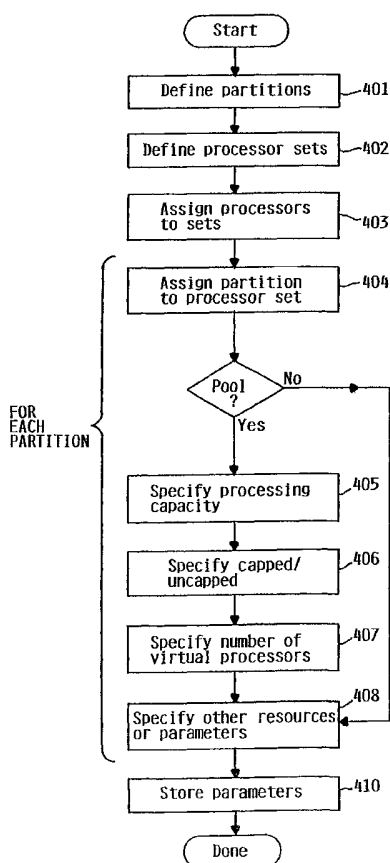 Start
Define partitions
401
Define processor sets
402
Assign processors
to sets
403
Assign partition
to processor set
404
FOR
EACH
PARTITION
Pool
?
No
Yes
Specify processing
capacity
405
Specify capped/
uncapped
406
Specify number of
virtual processors
407
Specify other resources
or parameters
408
Store parameters
410
Done